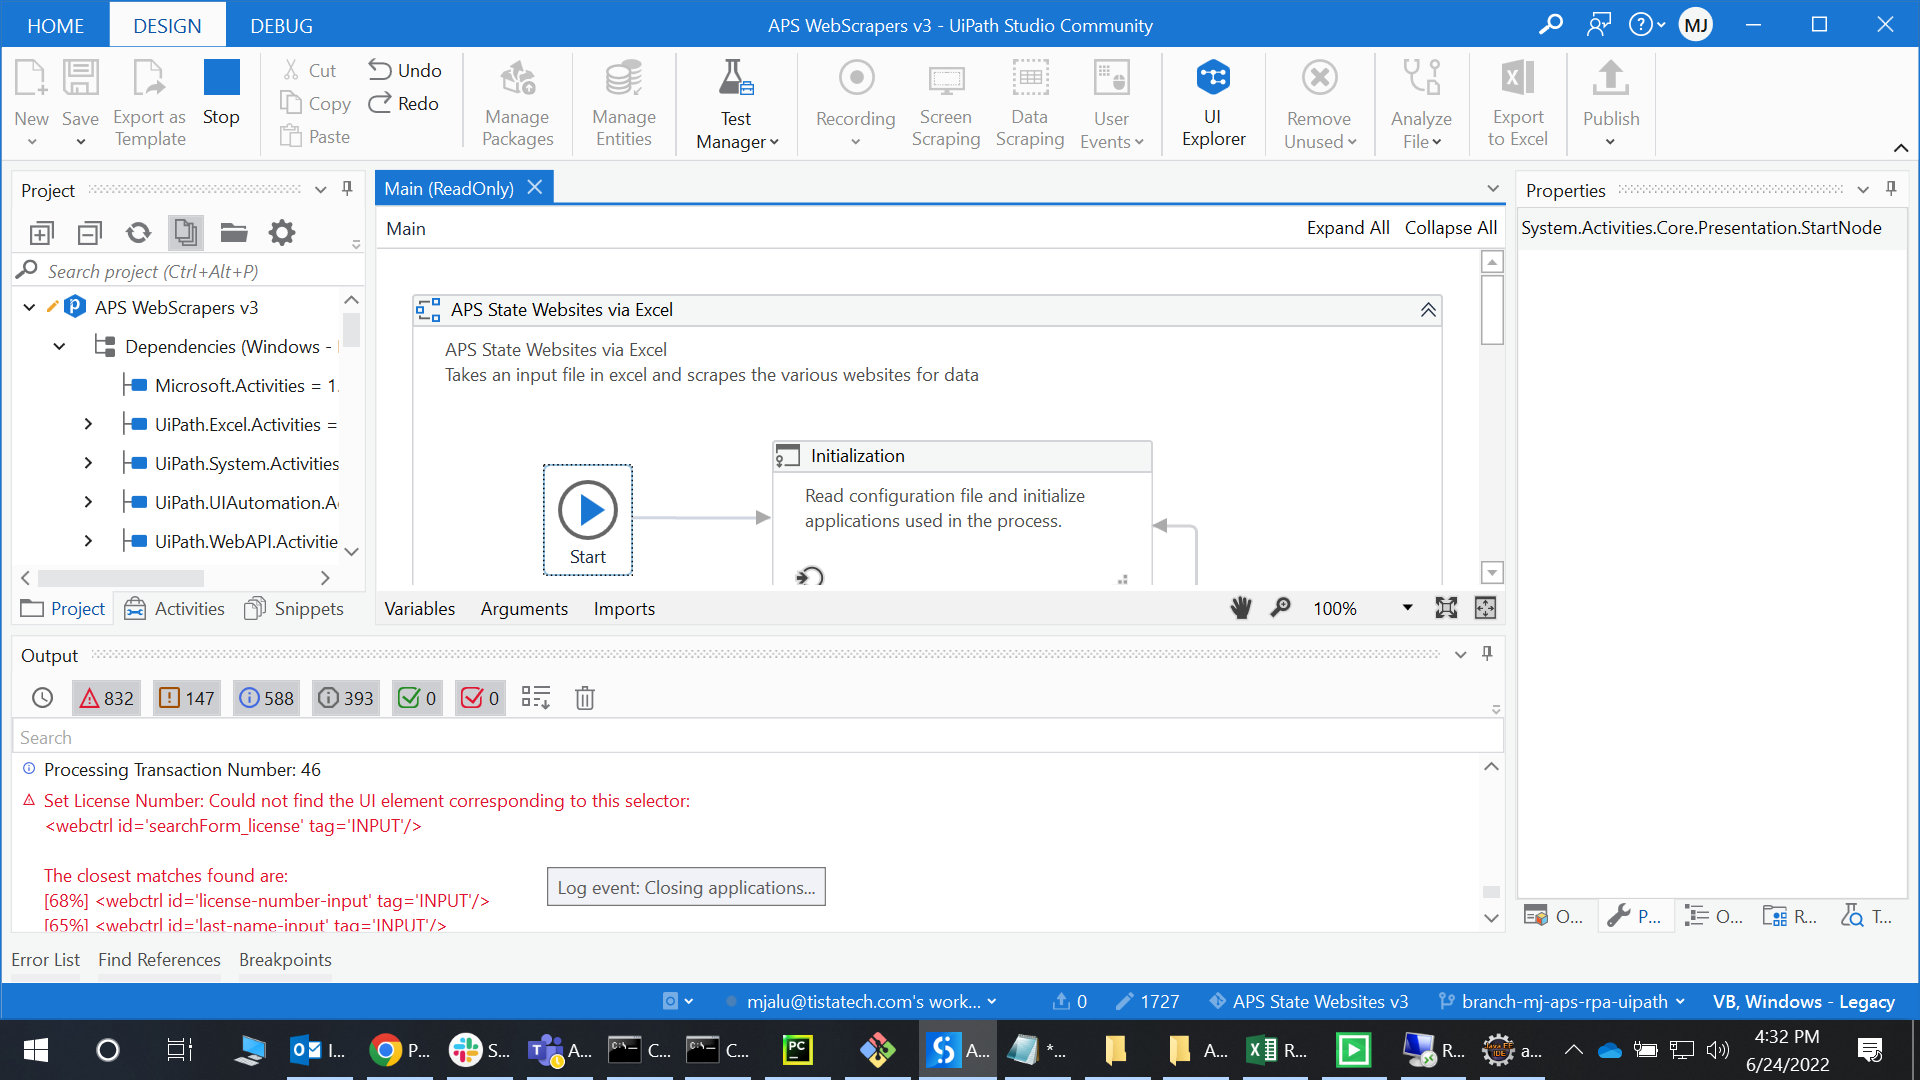 HOME DESIGN DEBUG
APS WebScrapers v3 - UiPath Studio Community
MJ
New
Save
Export as Template
Stop
Cut
Copy
Paste
Undo
Redo
Manage Packages
Manage Entities
Test Manager
Recording
Screen Scraping
Data Scraping
User Events
UI Explorer
Remove Unused
Analyze File
Export to Excel
Publish
Project
Search project (Ctrl+Alt+P)
APS WebScrapers v3
Dependencies (Windows -
Microsoft.Activities = 1.
UiPath.Excel.Activities =
UiPath.System.Activities
UiPath.UIAutomation.A
UiPath.WebAPI.Activitie
Project Activities Snippets
Main (ReadOnly)
Main
Expand All Collapse All
APS State Websites via Excel
APS State Websites via Excel
Takes an input file in excel and scrapes the various websites for data
Start
Initialization
Read configuration file and initialize
applications used in the process.
Variables Arguments Imports
100%
Properties
System.Activities.Core.Presentation.StartNode
O... P... O... R... T...
Output
832 147 588 393 0 0
Search
Processing Transaction Number: 46
Set License Number: Could not find the UI element corresponding to this selector:
<webctrl id='searchForm_license' tag='INPUT'/>
The closest matches found are:
[68%] <webctrl id='license-number-input' tag='INPUT'/>
[65%] <webctrl id='last-name-input' tag='INPUT'/>
Log event: Closing applications...
Error List Find References Breakpoints
mjalu@tistatech.com's work...
0
1727
APS State Websites v3
branch-mj-aps-rpa-uipath
VB, Windows - Legacy
I... P... S... A... C... C... PC A... *... A... R... R... a...
4:32 PM
6/24/2022